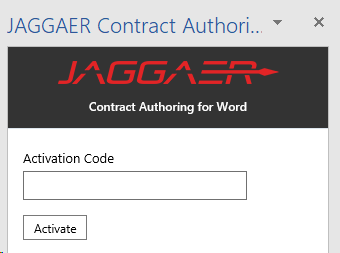 JAGGAER Contract Authori...
JAGGAER
Contract Authoring for Word
Activation Code
Activate